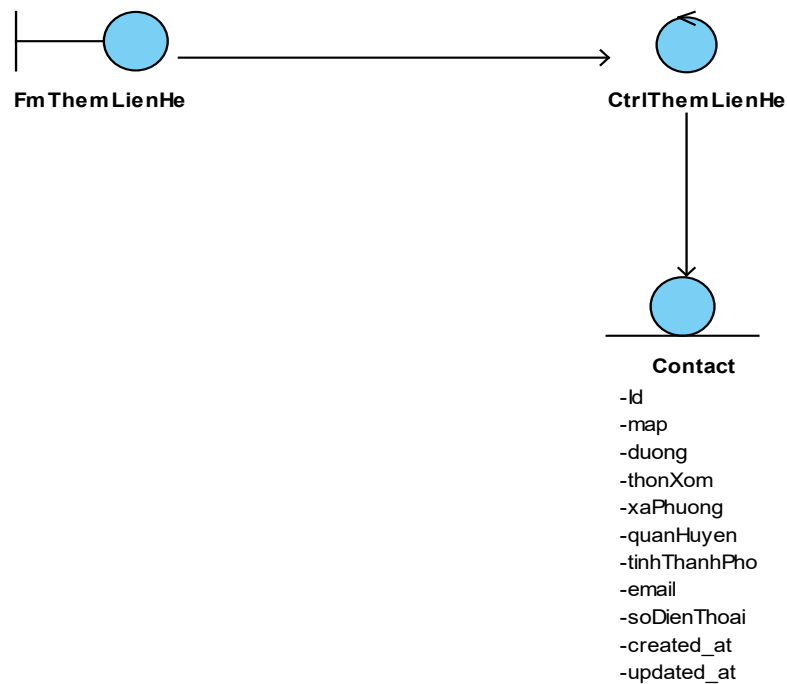 FmThemLienHe
CtrlThemLienHe
Contact
-Id
-map
-duong
-thonXom
-xaPhuong
-quanHuyen
-tinhThanhPho
-email
-soDienThoai
-created_at
-updated_at